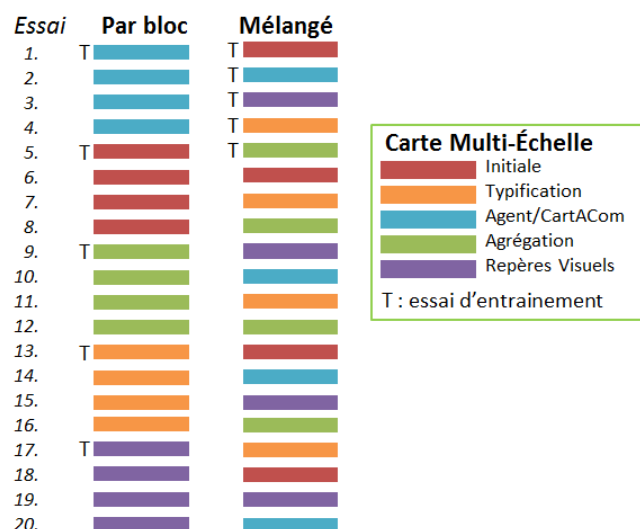 Essai Par bloc Mélangé
1. T T
2. T
3. T
4. T
5. T T
6.
7.
8.
9. T
10.
11.
12.
13. T
14.
15.
16.
17. T
18.
19.
20.
Carte Multi-Échelle
Initiale
Typification
Agent/CartACom
Agrégation
Repères Visuels
T : essai d'entrainement